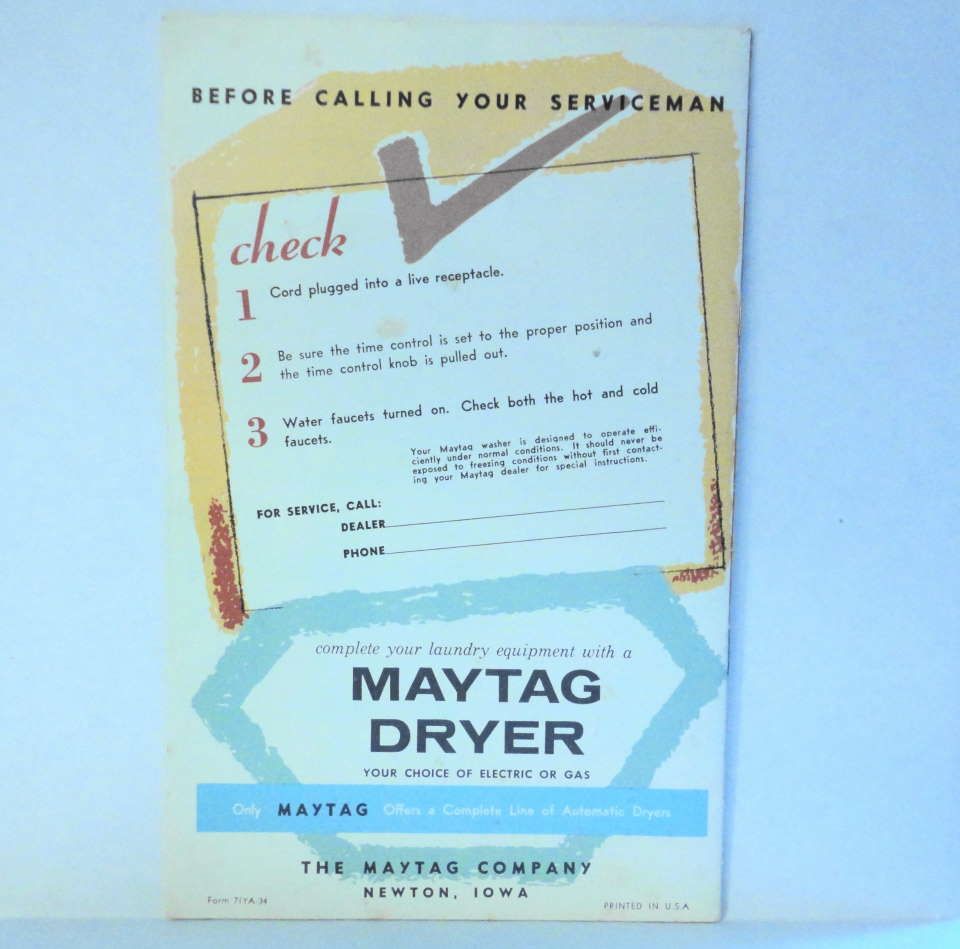 BEFORE CALLING YOUR SERVICEMAN
check
1 Cord plugged into a live receptacle.
2 Be sure the time control is set to the proper position and
the time control knob is pulled out.
3 Water faucets turned on. Check both the hot and cold
faucets.
Your Maytag washer is designed to operate effi-
ciently under normal conditions. It should never be
exposed to freezing conditions without first contact-
ing your Maytag dealer for special instructions.
FOR SERVICE, CALL:
DEALER
PHONE
complete your laundry equipment with a
MAYTAG
DRYER
YOUR CHOICE OF ELECTRIC OR GAS
Only MAYTAG Offers a Complete Line of Automatic Dryers
THE MAYTAG COMPANY
NEWTON, IOWA
Form PRINTED IN U.S.A.